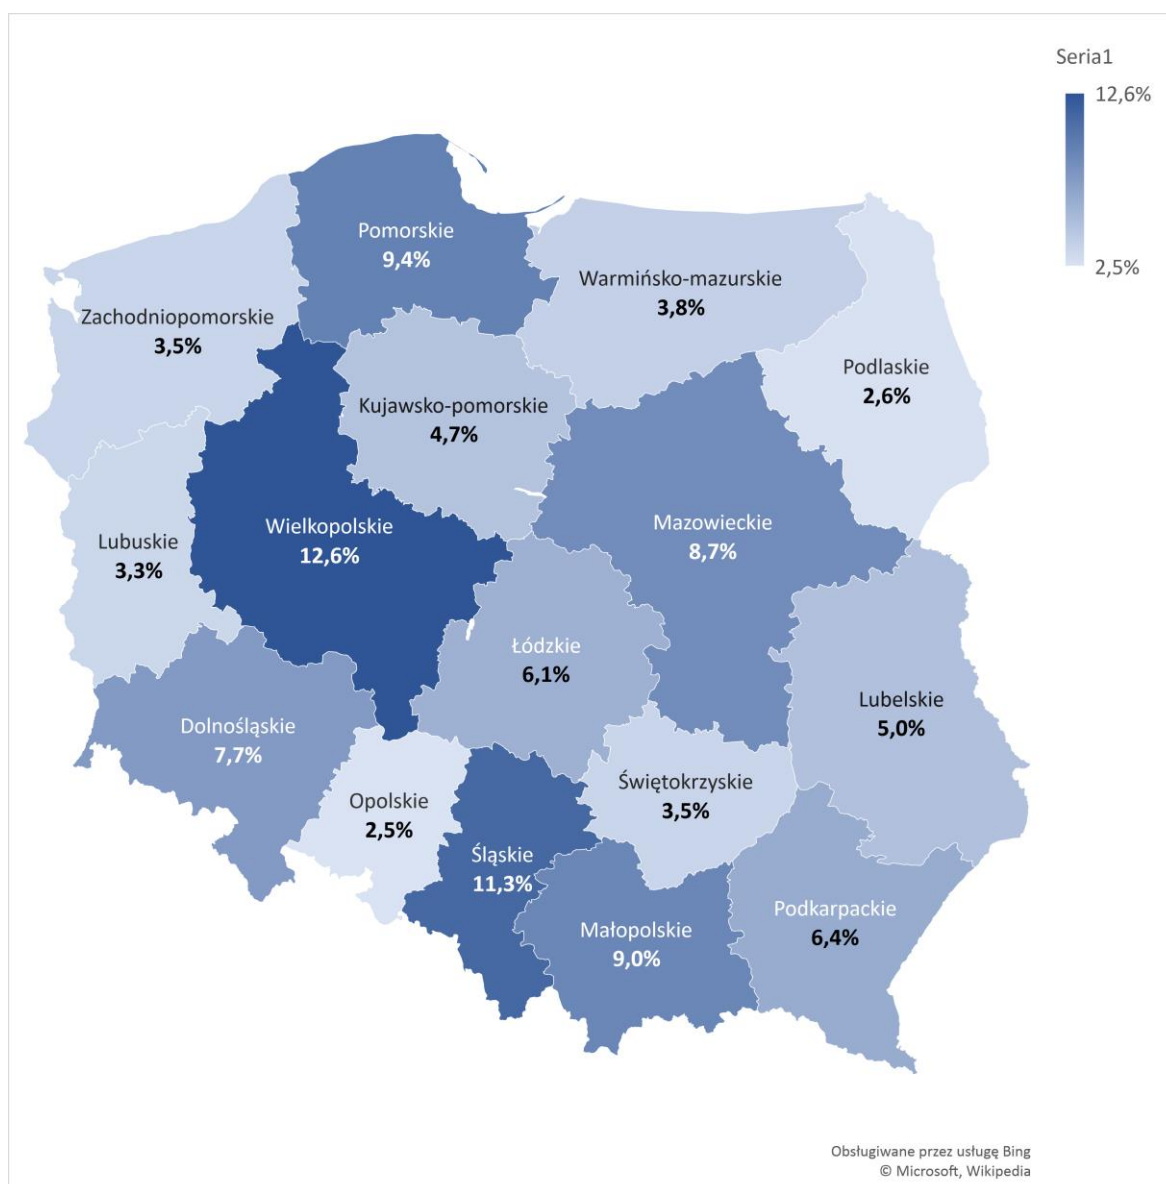 Seria1
12,6%
2,5%
Pomorskie
9,4%
Warmińsko-mazurskie
3,8%
Zachodniopomorskie
3,5%
Podlaskie
2,6%
Kujawsko-pomorskie
4,7%
Wielkopolskie
12,6%
Mazowieckie
8,7%
Lubuskie
3,3%
Łódzkie
6,1%
Lubelskie
5,0%
Dolnośląskie
7,7%
Świętokrzyskie
3,5%
Opolskie
2,5%
Śląskie
11,3%
Podkarpackie
6,4%
Małopolskie
9,0%
Obsługiwane przez usługę Bing
© Microsoft, Wikipedia